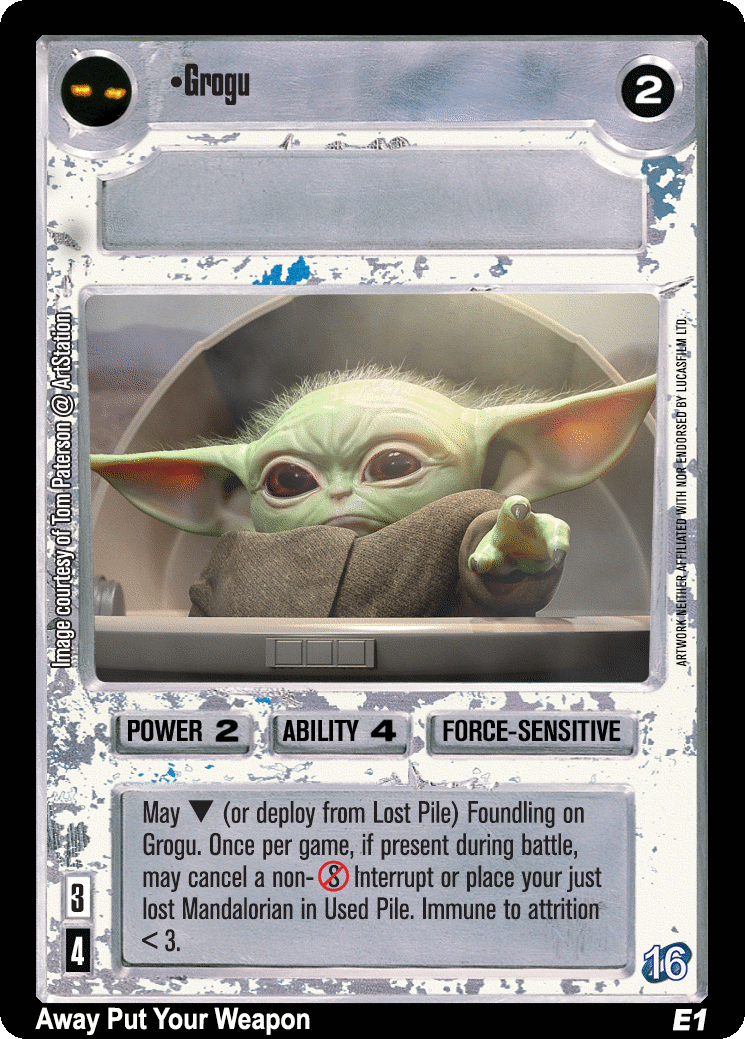 •Grogu
2
Image courtesy of Tom Paterson @ ArtStation
ARTWORK NEITHER AFFILIATED WITH NOR ENDORSED BY LUCASFILM LTD.
POWER 2
ABILITY 4
FORCE-SENSITIVE
May ▼ (or deploy from Lost Pile) Foundling on
Grogu. Once per game, if present during battle,
may cancel a non- Interrupt or place your just
lost Mandalorian in Used Pile. Immune to attrition
< 3.
3
4
16
Away Put Your Weapon
E1